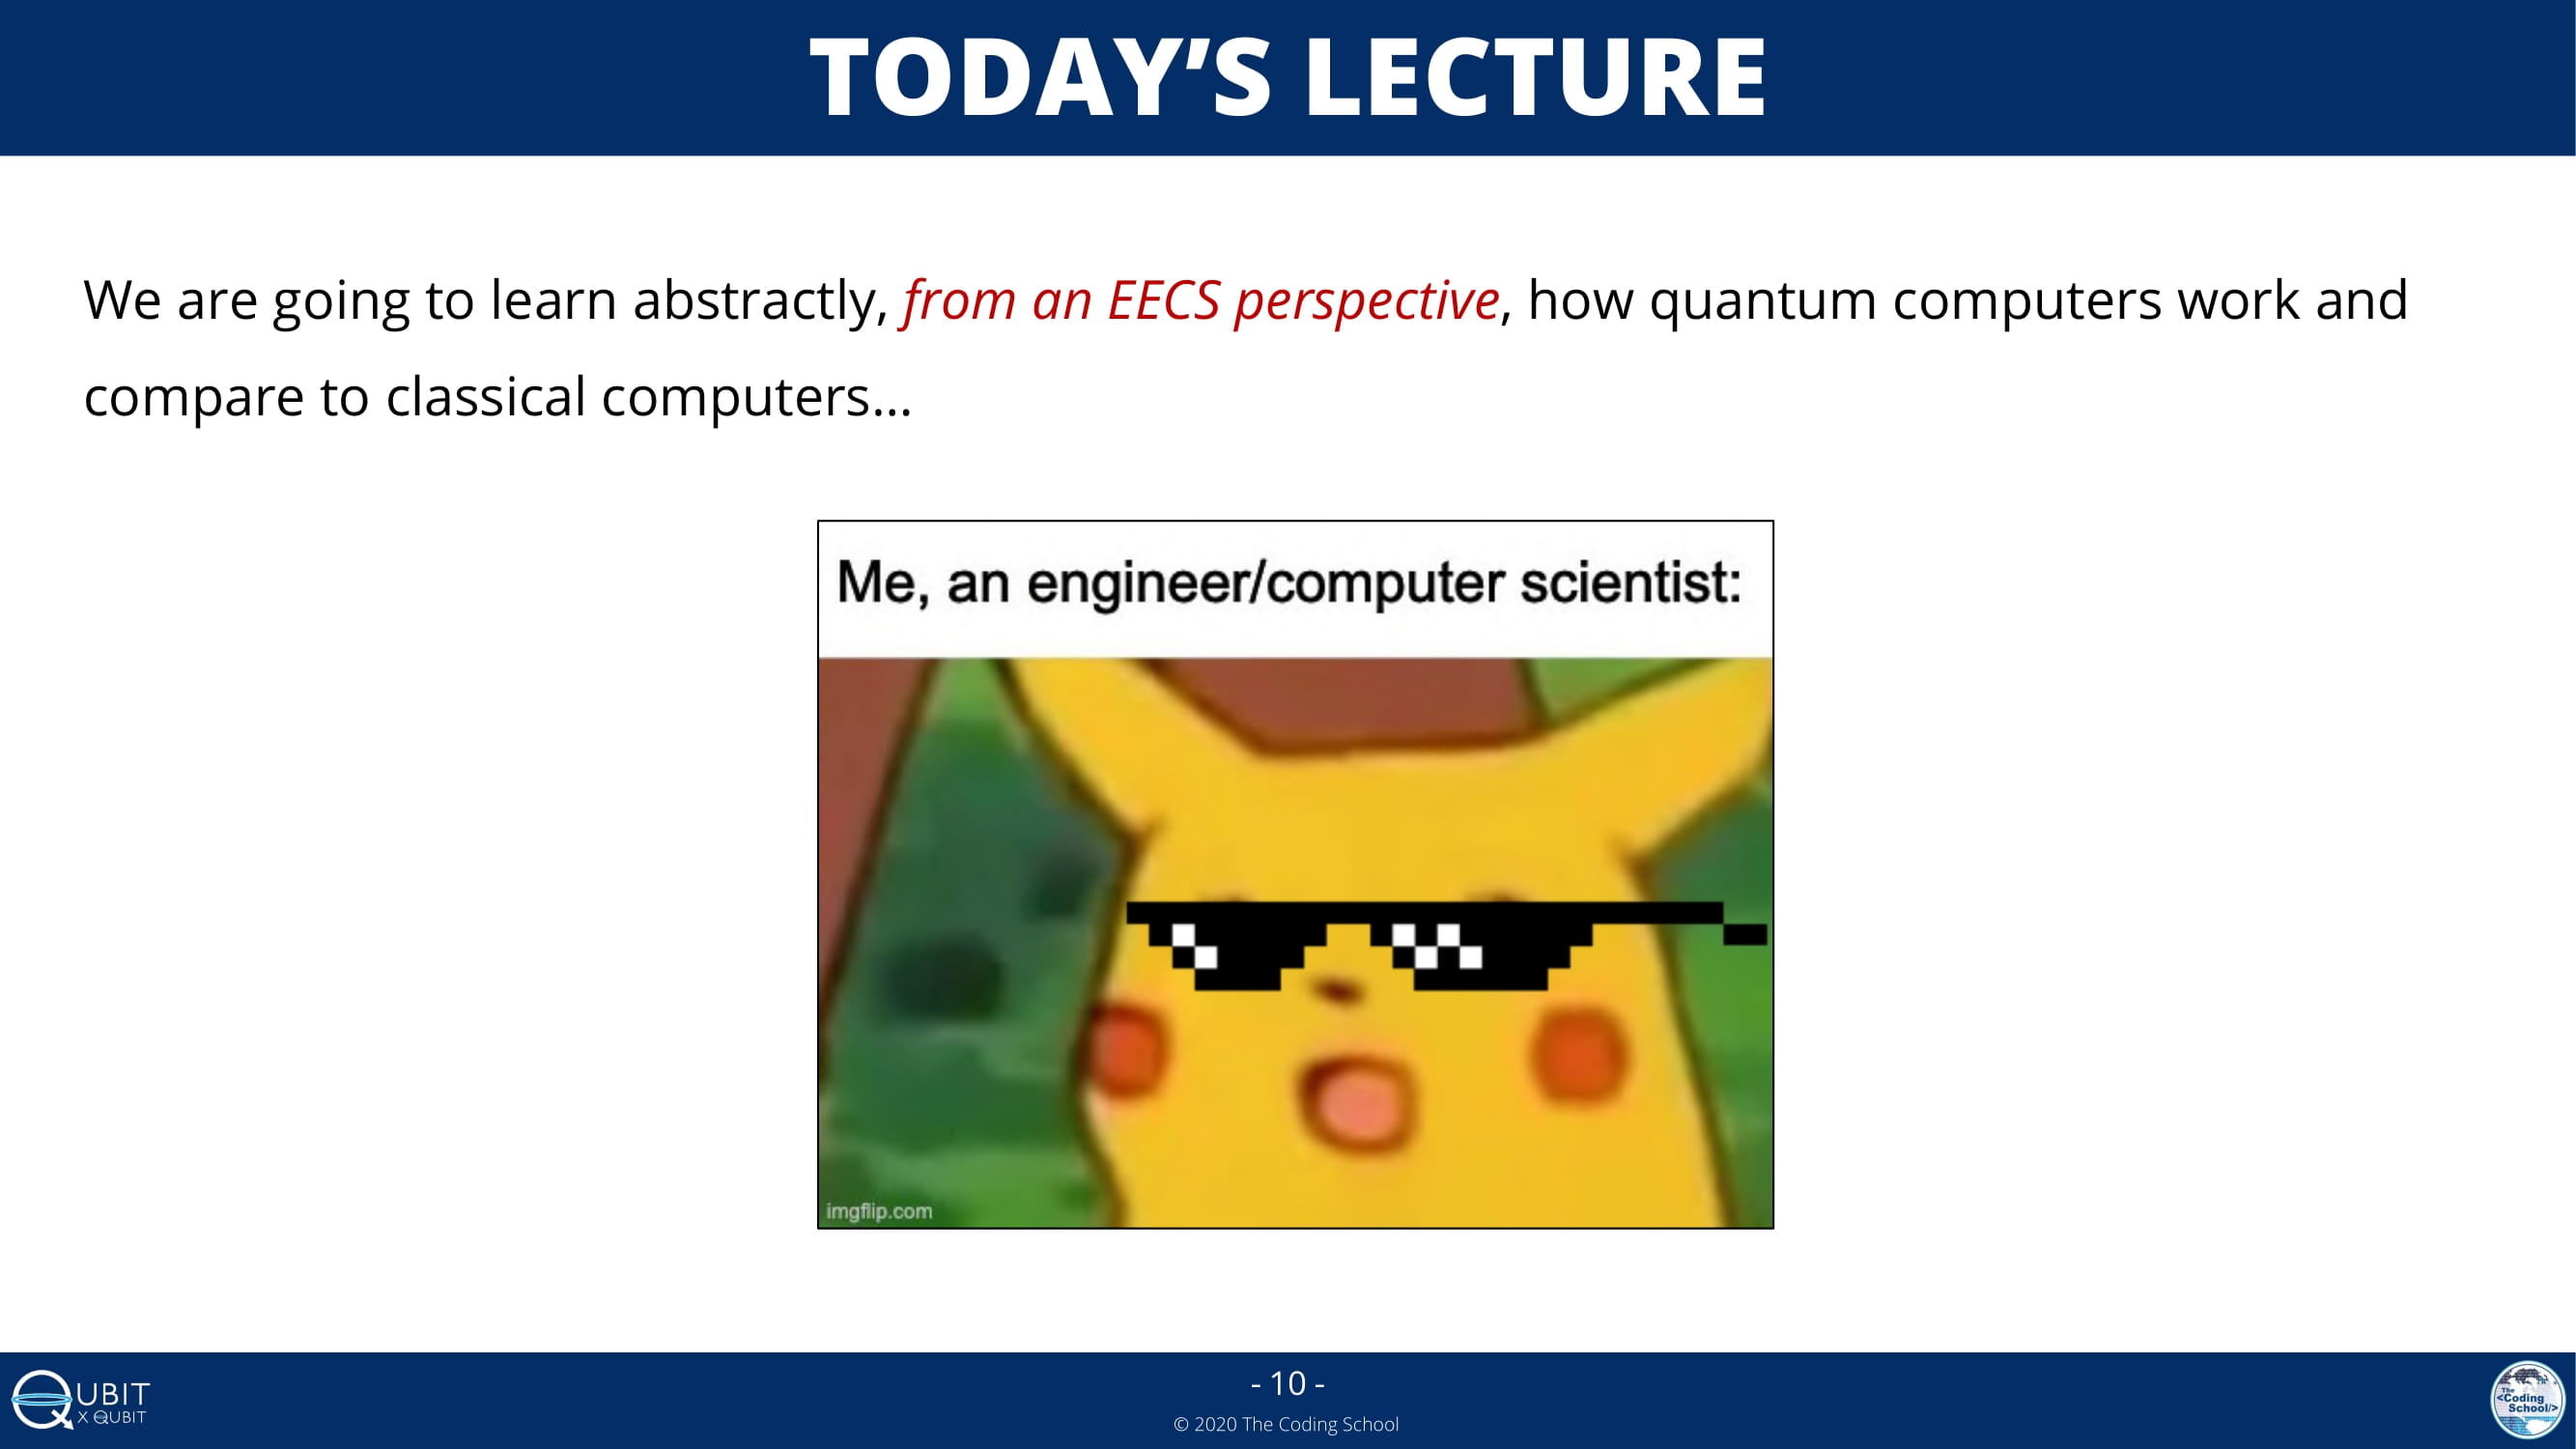 TODAY’S LECTURE
We are going to learn abstractly, from an EECS perspective, how quantum computers work and
compare to classical computers...
Me, an engineer/computer scientist:
imgflip.com
QUBIT
X QUBIT
- 10 -
© 2020 The Coding School
The
<Coding
School/>